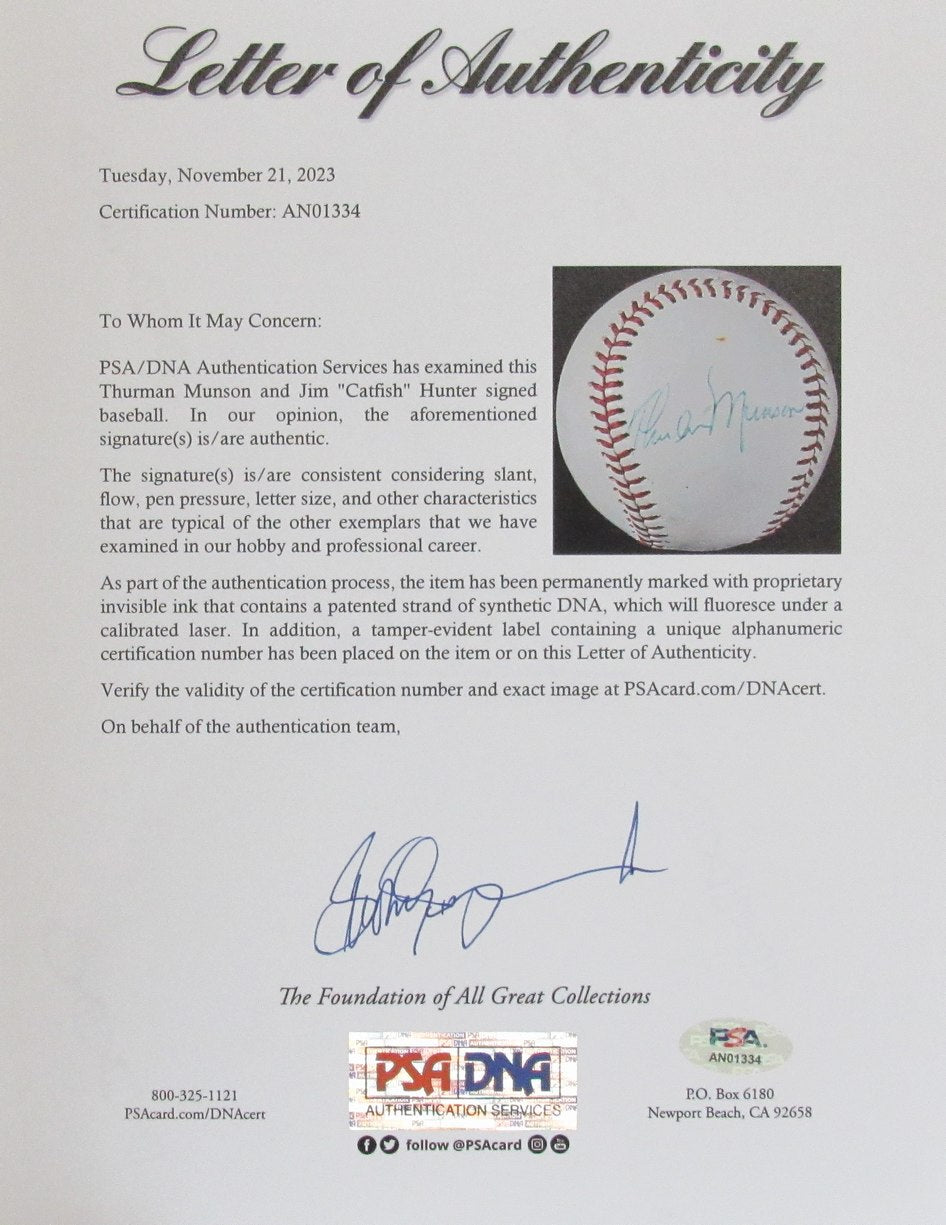 Letter of Authenticity
Tuesday, November 21, 2023
Certification Number: AN01334
To Whom It May Concern:
PSA/DNA Authentication Services has examined this
Thurman Munson and Jim "Catfish" Hunter signed
baseball. In our opinion, the aforementioned
signature(s) is/are authentic.
The signature(s) is/are consistent considering slant,
flow, pen pressure, letter size, and other characteristics
that are typical of the other exemplars that we have
examined in our hobby and professional career.
Munson
As part of the authentication process, the item has been permanently marked with proprietary
invisible ink that contains a patented strand of synthetic DNA, which will fluoresce under a
calibrated laser. In addition, a tamper-evident label containing a unique alphanumeric
certification number has been placed on the item or on this Letter of Authenticity.
Verify the validity of the certification number and exact image at PSAcard.com/DNAcert.
On behalf of the authentication team,
The Foundation of All Great Collections
800-325-1121
PSAcard.com/DNAcert
PSA DNA
AUTHENTICATION SERVICES
follow @PSAcard
PSA
AN01334
P.O. Box 6180
Newport Beach, CA 92658